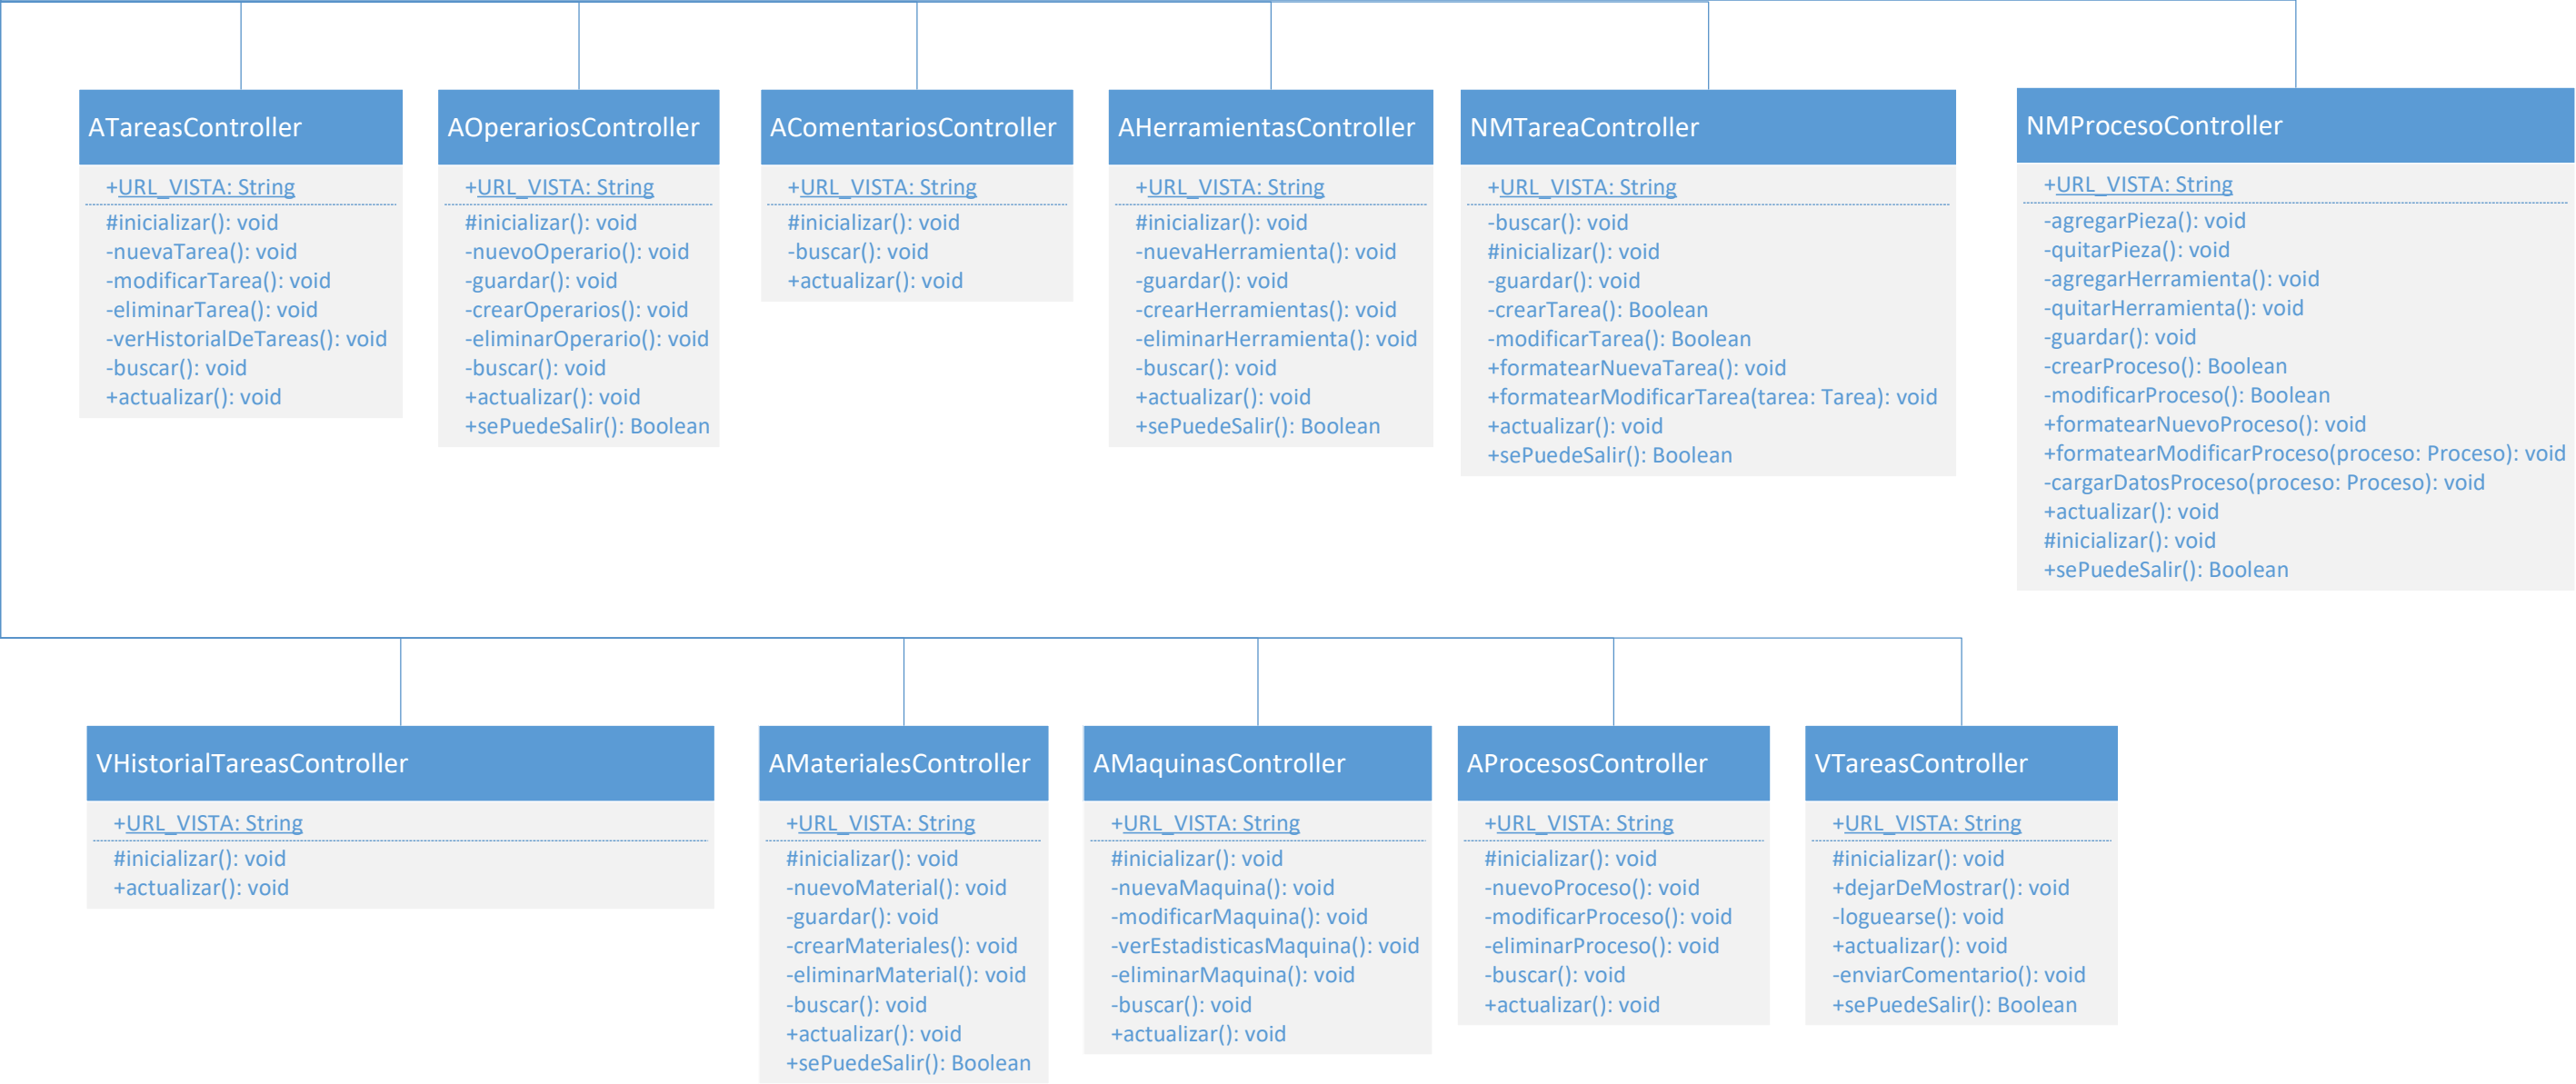 ATareasController
+URL_VISTA: String
#inicializar(): void
-nuevaTarea(): void
-modificarTarea(): void
-eliminarTarea(): void
-verHistorialDeTareas(): void
-buscar(): void
+actualizar(): void
AOperariosController
+URL_VISTA: String
#inicializar(): void
-nuevoOperario(): void
-guardar(): void
-crearOperarios(): void
-eliminarOperario(): void
-buscar(): void
+actualizar(): void
+sePuedeSalir(): Boolean
AComentariosController
+URL_VISTA: String
#inicializar(): void
-buscar(): void
+actualizar(): void
AHerramientasController
+URL_VISTA: String
#inicializar(): void
-nuevaHerramienta(): void
-guardar(): void
-crearHerramientas(): void
-eliminarHerramienta(): void
-buscar(): void
+actualizar(): void
+sePuedeSalir(): Boolean
NMTareaController
+URL_VISTA: String
-buscar(): void
#inicializar(): void
-guardar(): void
-crearTarea(): Boolean
-modificarTarea(): Boolean
+formatearNuevaTarea(): void
+formatearModificarTarea(tarea: Tarea): void
+actualizar(): void
+sePuedeSalir(): Boolean
NMProcesoController
+URL_VISTA: String
-agregarPieza(): void
-quitarPieza(): void
-agregarHerramienta(): void
-quitarHerramienta(): void
-guardar(): void
-crearProceso(): Boolean
-modificarProceso(): Boolean
+formatearNuevoProceso(): void
+formatearModificarProceso(proceso: Proceso): void
-cargarDatosProceso(proceso: Proceso): void
+actualizar(): void
#inicializar(): void
+sePuedeSalir(): Boolean
VHistorialTareasController
+URL_VISTA: String
#inicializar(): void
+actualizar(): void
AMaterialesController
+URL_VISTA: String
#inicializar(): void
-nuevoMaterial(): void
-guardar(): void
-crearMateriales(): void
-eliminarMaterial(): void
-buscar(): void
+actualizar(): void
+sePuedeSalir(): Boolean
AMaquinasController
+URL_VISTA: String
#inicializar(): void
-nuevaMaquina(): void
-modificarMaquina(): void
-verEstadisticasMaquina(): void
-eliminarMaquina(): void
-buscar(): void
+actualizar(): void
AProcesosController
+URL_VISTA: String
#inicializar(): void
-nuevoProceso(): void
-modificarProceso(): void
-eliminarProceso(): void
-buscar(): void
+actualizar(): void
VTareasController
+URL_VISTA: String
#inicializar(): void
+dejarDeMostrar(): void
-loguearse(): void
+actualizar(): void
-enviarComentario(): void
+sePuedeSalir(): Boolean